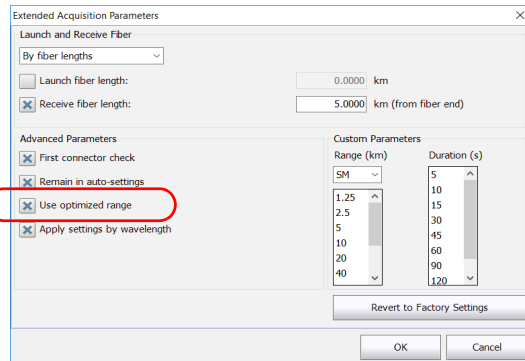 Extended Acquisition Parameters
Launch and Receive Fiber
By fiber lengths
Launch fiber length: 0.0000 km
Receive fiber length: 5.0000 km (from fiber end)
Advanced Parameters
First connector check
Remain in auto-settings
Use optimized range
Apply settings by wavelength
Custom Parameters
Range (km) Duration (s)
SM
1.25
2.5
5
10
20
40
5
10
15
30
45
60
90
120
Revert to Factory Settings
OK Cancel